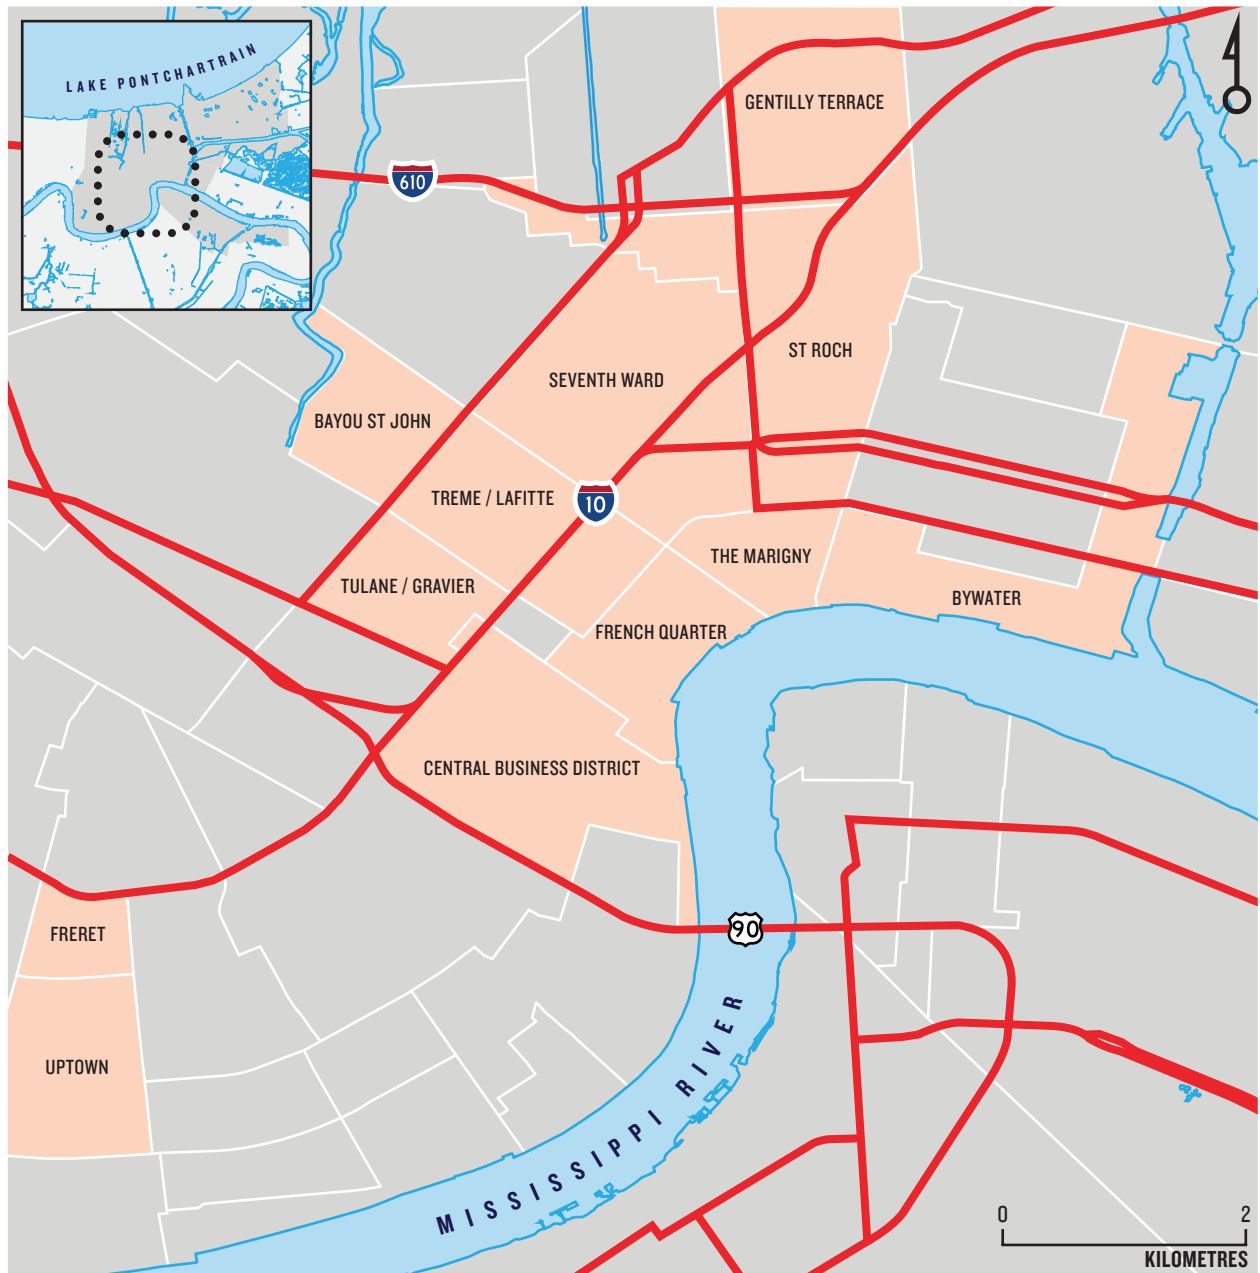 LAKE PONTCHARTRAIN
GENTILLY TERRACE
610
ST ROCH
SEVENTH WARD
BAYOU ST JOHN
TREME / LAFITTE
10
THE MARIGNY
TULANE / GRAVIER
BYWATER
FRENCH QUARTER
CENTRAL BUSINESS DISTRICT
FRERET
90
UPTOWN
MISSISSIPPI RIVER
0 2
KILOMETRES